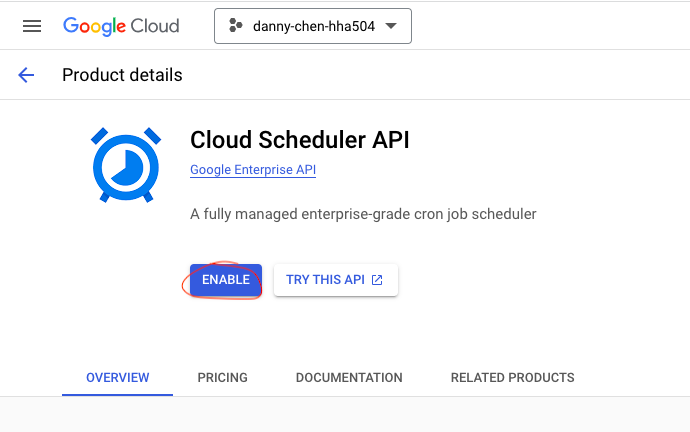 Google Cloud danny-chen-hha504
Product details
Cloud Scheduler API
Google Enterprise API
A fully managed enterprise-grade cron job scheduler
ENABLE TRY THIS API
OVERVIEW PRICING DOCUMENTATION RELATED PRODUCTS